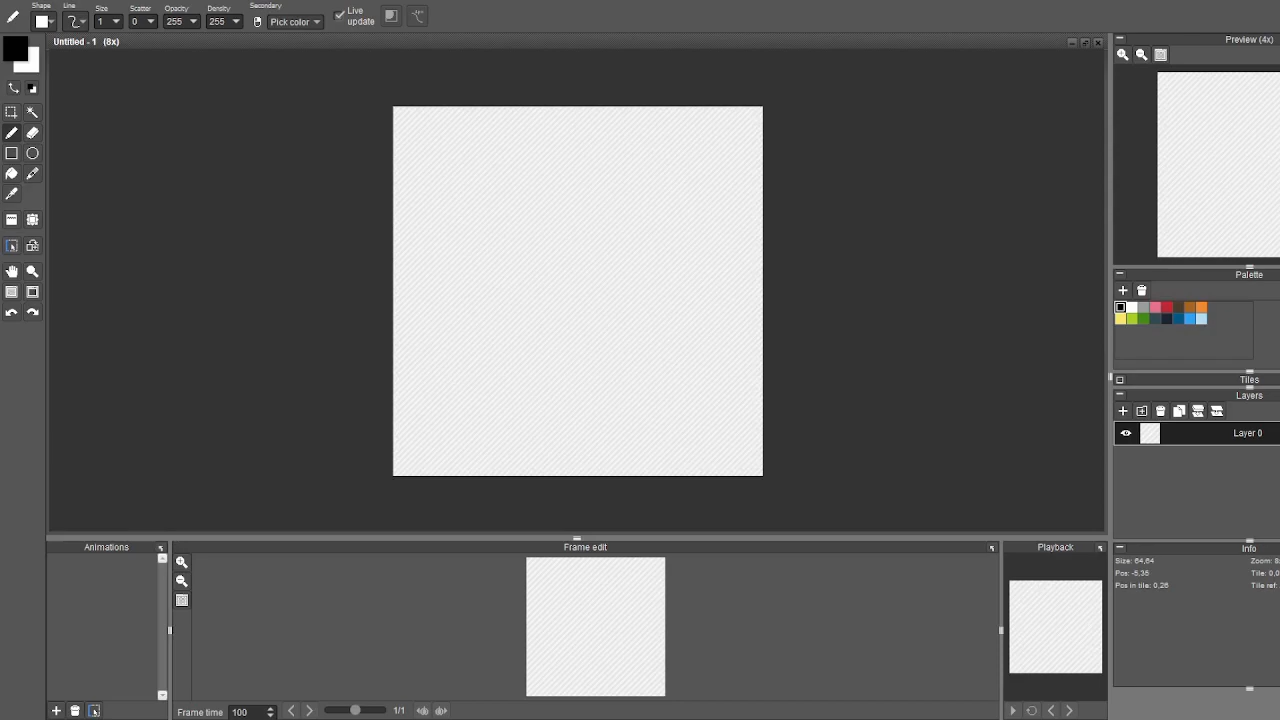 Shape Line Size Scatter Opacity Density Secondary
1 0 255 255 Pick color Live update
Untitled - 1 (8x)
Preview (4x)
Palette
Tiles
Layers
Layer 0
Animations
Frame edit
Playback
Info
Size: 64,64
Pos: -5,35 Tile: 0,0
Pos in tile: 0,26 Tile ref:
Frame time 100 1/1